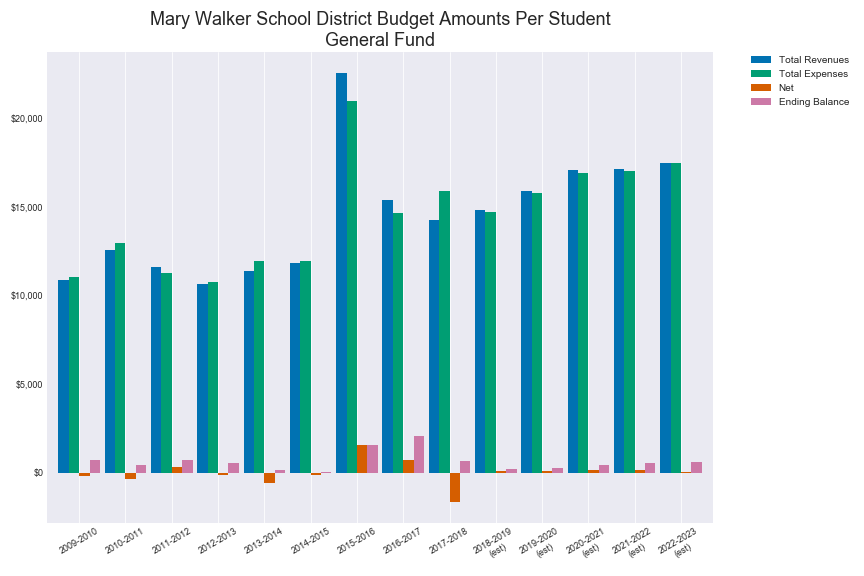 Mary Walker School District Budget Amounts Per Student
General Fund
Total Revenues
Total Expenses
Net
Ending Balance
$20,000
$15,000
$10,000
$5,000
$0
2009-2010
2010-2011
2011-2012
2012-2013
2013-2014
2014-2015
2015-2016
2016-2017
2017-2018
2018-2019
(est)
2019-2020
(est)
2020-2021
(est)
2021-2022
(est)
2022-2023
(est)